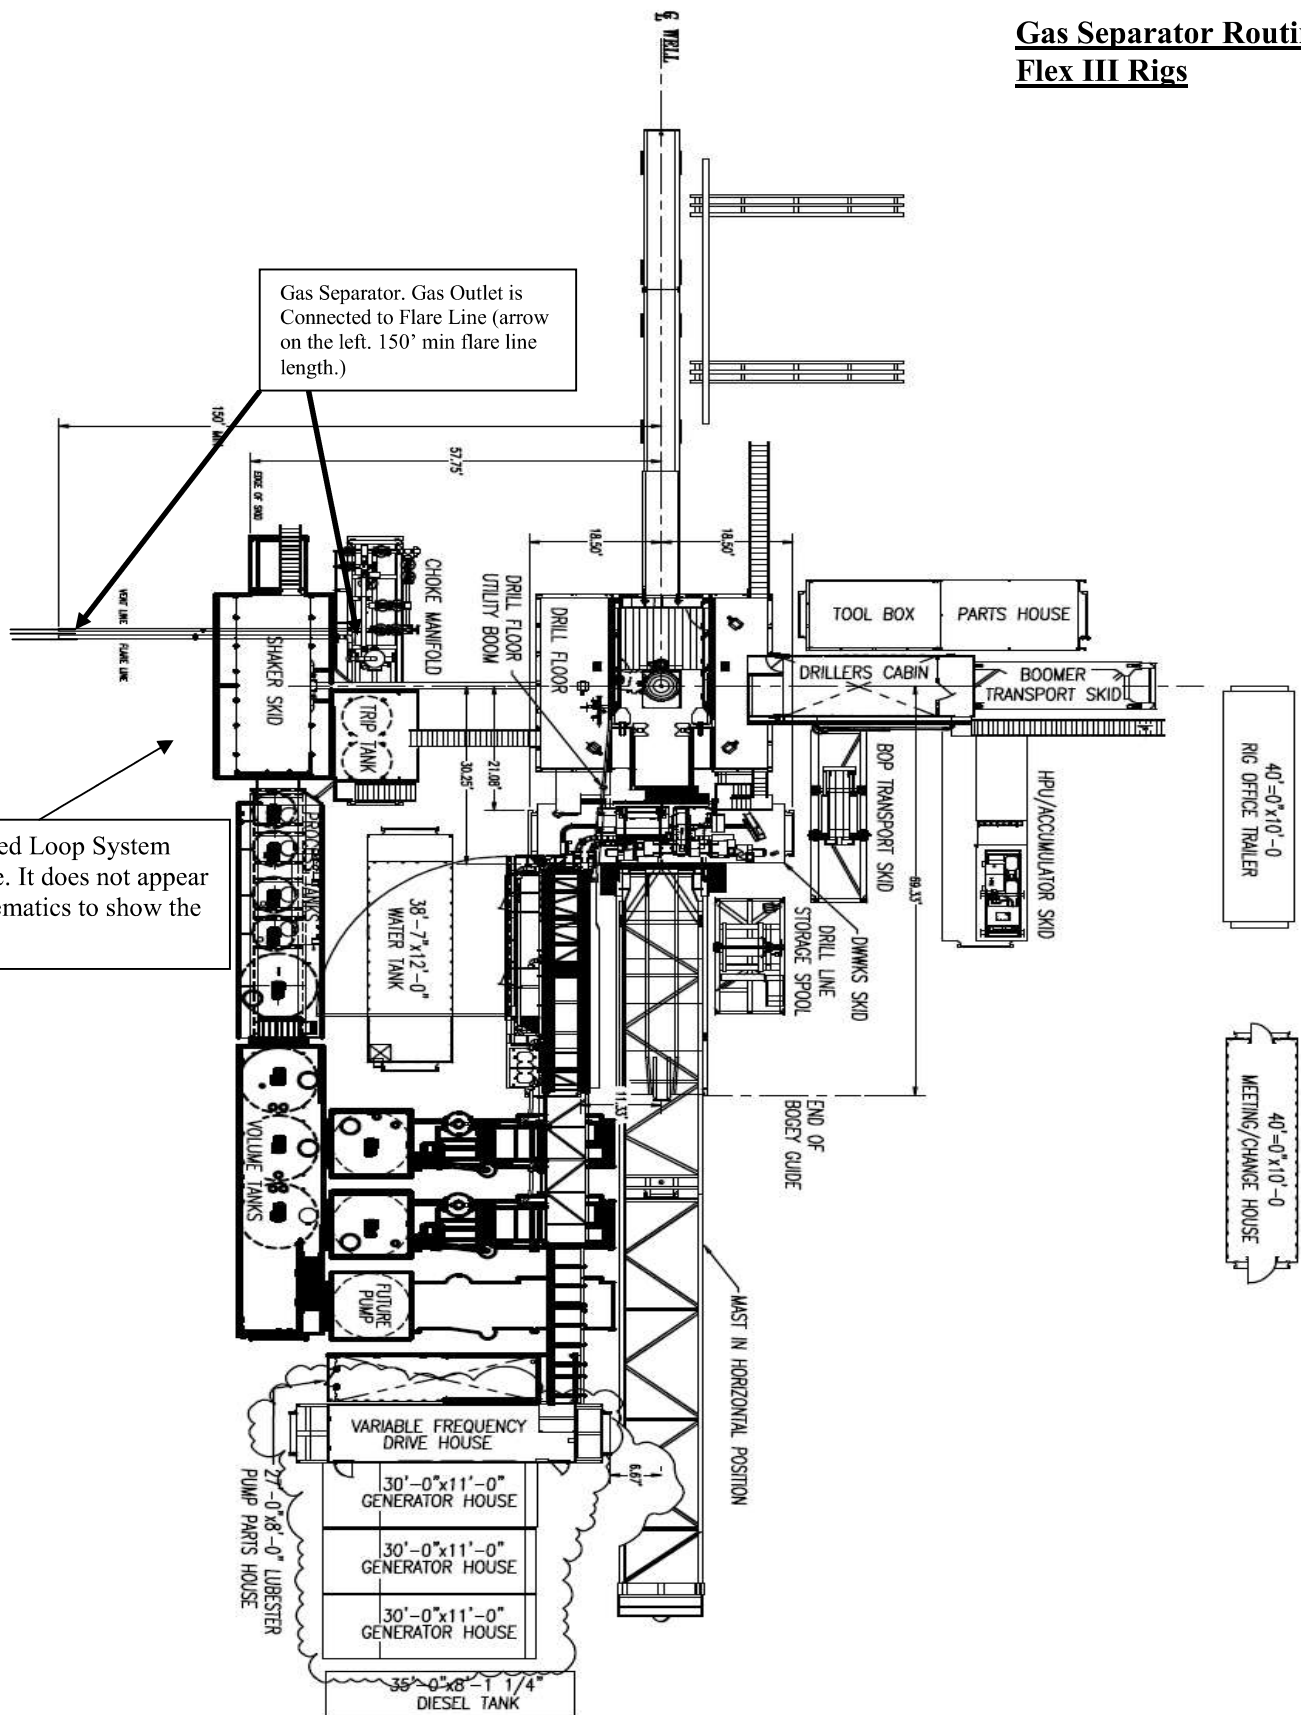 Gas Separator Routin
Flex III Rigs
WELL
Gas Separator. Gas Outlet is
Connected to Flare Line (arrow
on the left. 150’ min flare line
length.)
150' MIN
57.75'
EDGE OF SKID
18.50'
18.50'
CHOKE MANIFOLD
DRILL FLOOR
UTILITY BOOM
DRILL FLOOR
TOOL BOX
PARTS HOUSE
DRILLERS CABIN
BOOMER
TRANSPORT SKID
VENT LINE
FLARE LINE
SHAKER SKID
TRIP TANK
30.25'
21.08'
BOP TRANSPORT SKID
HPU/ACCUMULATOR SKID
40'=0"x10'-0
RIG OFFICE TRAILER
69.33'
ed Loop System
e. It does not appear
ematics to show the
PROCESS TANKS
38'-7"x12'-0"
WATER TANK
DWWKS SKID
DRILL LINE
STORAGE SPOOL
11.33'
END OF
BOGEY GUIDE
40'=0"x10'-0
MEETING/CHANGE HOUSE
VOLUME TANKS
FUTURE
PUMP
MAST IN HORIZONTAL POSITION
VARIABLE FREQUENCY
DRIVE HOUSE
6.67'
27'-0"x8'-0" LUBESTER
PUMP PARTS HOUSE
30'-0"x11'-0"
GENERATOR HOUSE
30'-0"x11'-0"
GENERATOR HOUSE
30'-0"x11'-0"
GENERATOR HOUSE
35'-0"x8'-1 1/4"
DIESEL TANK